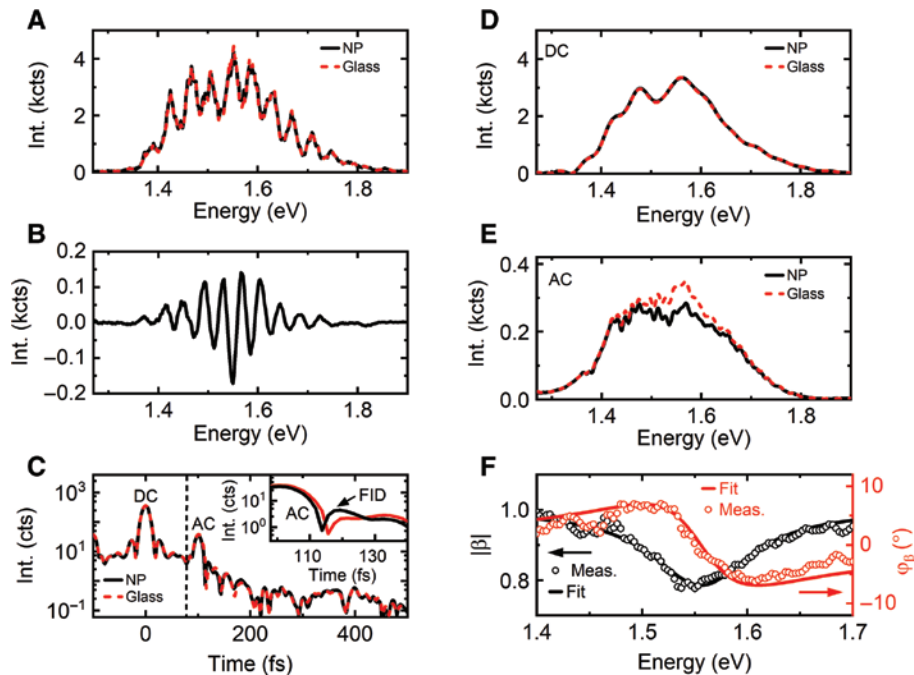 A
Int. (kcts)
4
2
0
NP
Glass
1.4 1.6 1.8
Energy (eV)
B
Int. (kcts)
0.2
0.1
0.0
−0.1
−0.2
1.4 1.6 1.8
Energy (eV)
C
Int. (cts)
10³
10¹
10⁻¹
DC
AC
NP
Glass
0 200 400
Time (fs)
Int. (cts)
10¹
10⁰
AC
FID
110 130
Time (fs)
D
DC
Int. (kcts)
4
2
0
NP
Glass
1.4 1.6 1.8
Energy (eV)
E
AC
Int. (kcts)
0.4
0.2
0.0
NP
Glass
1.4 1.6 1.8
Energy (eV)
F
|β|
1.0
0.8
Fit
Meas.
Meas.
Fit
10
5
0
−5
−10
φβ (°)
1.4 1.5 1.6 1.7
Energy (eV)